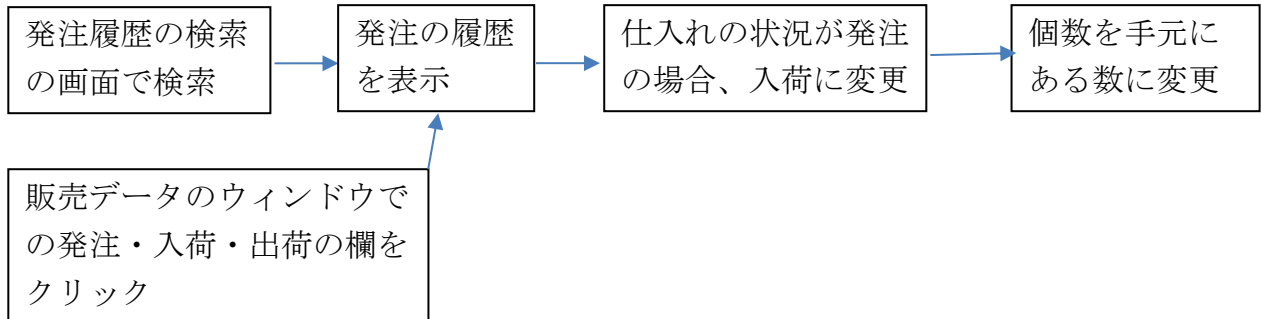 発注履歴の検索
の画面で検索
発注の履歴
を表示
仕入れの状況が発注
の場合、入荷に変更
個数を手元に
ある数に変更
販売データのウィンドウで
の発注・入荷・出荷の欄を
クリック